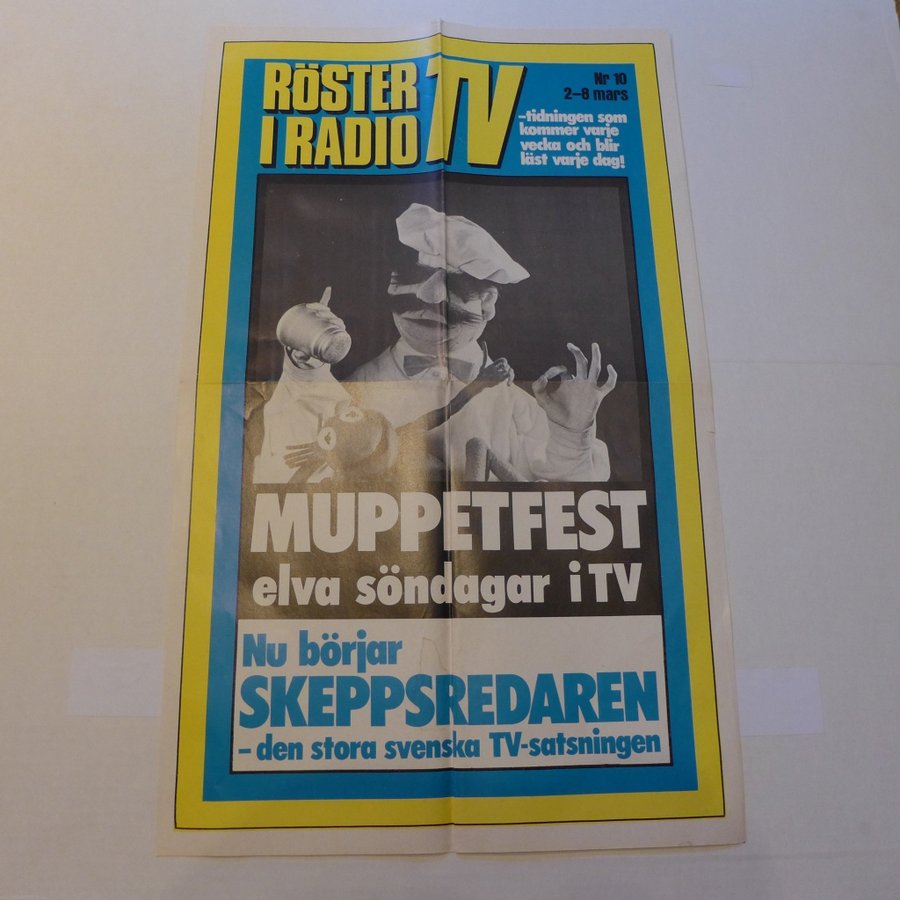 RÖSTER
I RADIO TV
Nr 10
2–8 mars
–tidningen som
kommer varje
vecka och blir
läst varje dag!
MUPPETFEST
elva söndagar i TV
Nu börjar
SKEPPSREDAREN
– den stora svenska TV-satsningen